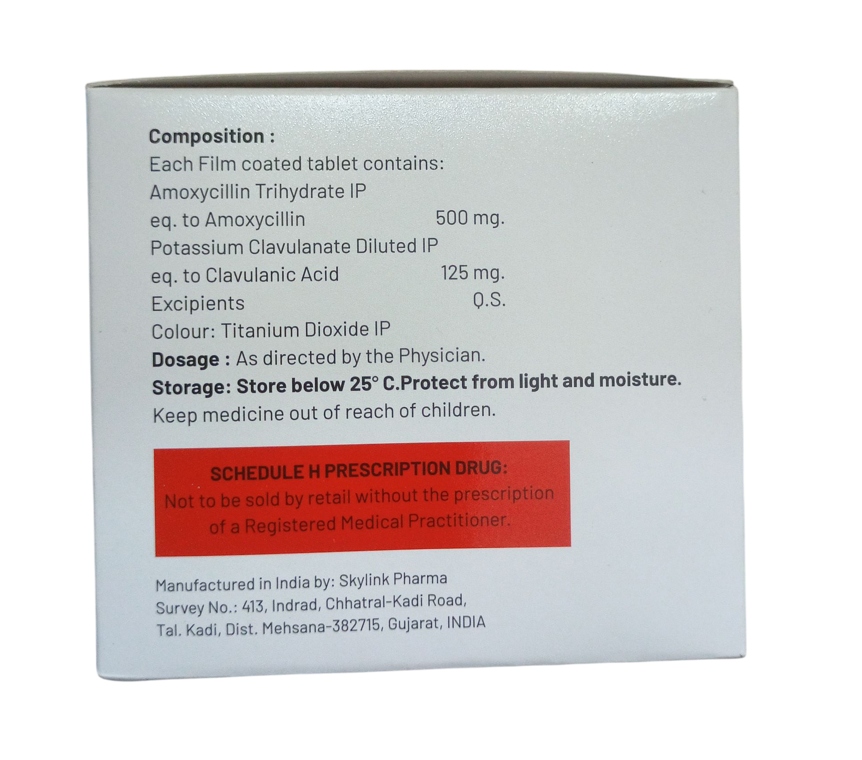 Composition :
Each Film coated tablet contains:
Amoxycillin Trihydrate IP
eq. to Amoxycillin 500 mg.
Potassium Clavulanate Diluted IP
eq. to Clavulanic Acid 125 mg.
Excipients Q.S.
Colour: Titanium Dioxide IP
Dosage : As directed by the Physician.
Storage: Store below 25° C.Protect from light and moisture.
Keep medicine out of reach of children.
SCHEDULE H PRESCRIPTION DRUG:
Not to be sold by retail without the prescription
of a Registered Medical Practitioner.
Manufactured in India by: Skylink Pharma
Survey No.: 413, Indrad, Chhatral-Kadi Road,
Tal. Kadi, Dist. Mehsana-382715, Gujarat, INDIA